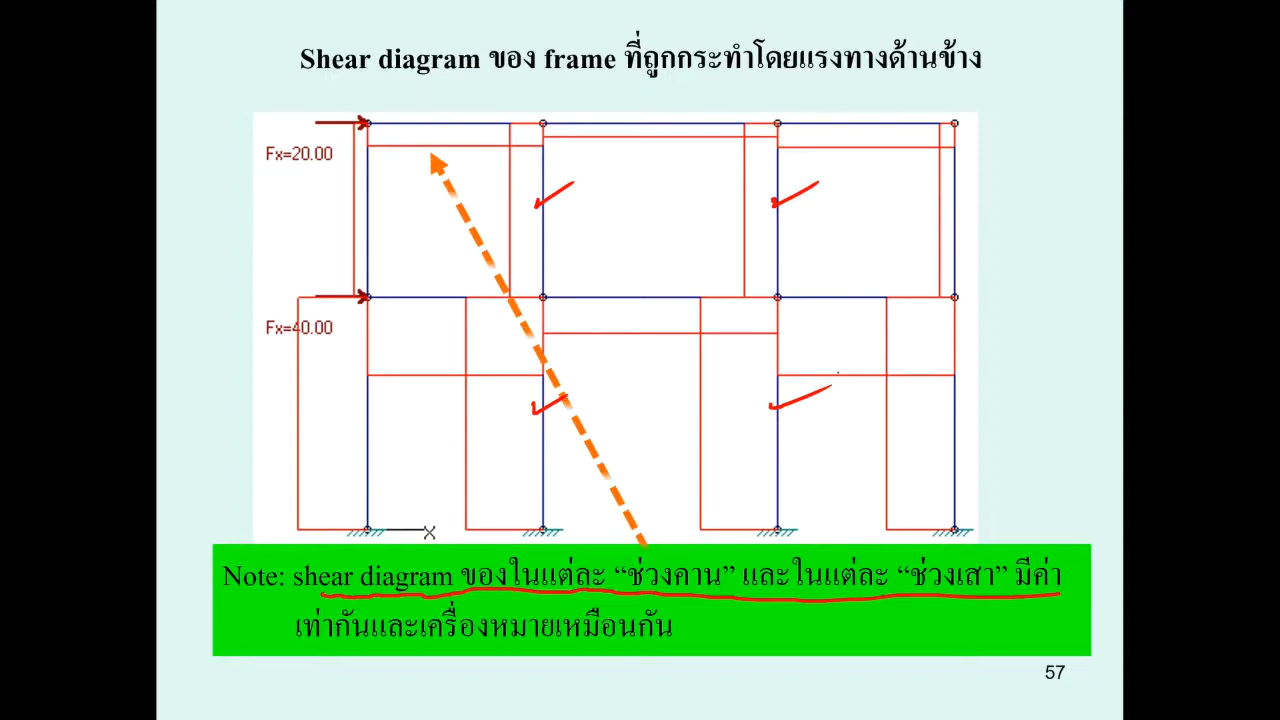 Shear diagram ของ frame ที่ถูกกระทำโดยแรงทางด้านข้าง
Fx=20.00
Fx=40.00
X
Note: shear diagram ของในแต่ละ “ช่วงคาน” และในแต่ละ “ช่วงเสา” มีค่า
เท่ากันและเครื่องหมายเหมือนกัน
57